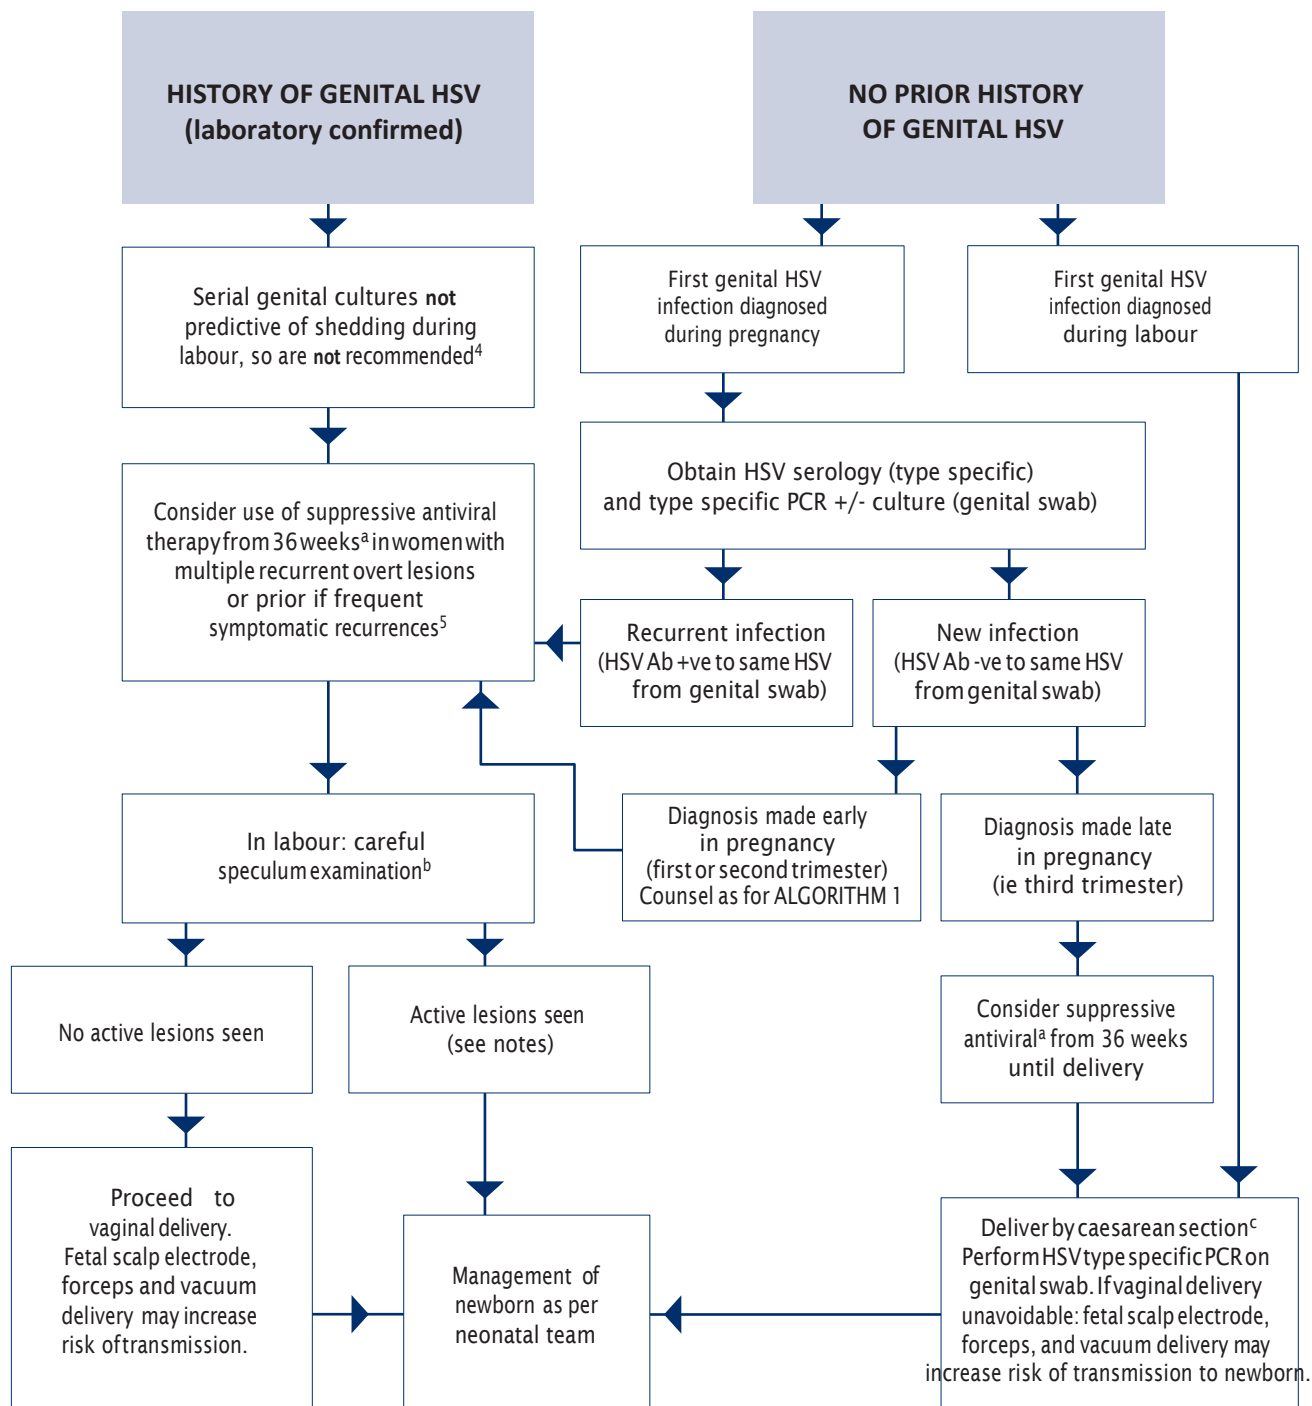 HISTORY OF GENITAL HSV
(laboratory confirmed)
NO PRIOR HISTORY
OF GENITAL HSV
Serial genital cultures not
predictive of shedding during
labour, so are not recommended4
First genital HSV
infection diagnosed
during pregnancy
First genital HSV
infection diagnosed
during labour
Obtain HSV serology (type specific)
and type specific PCR +/- culture (genital swab)
Consider use of suppressive antiviral
therapy from 36 weeksa in women with
multiple recurrent overt lesions
or prior if frequent
symptomatic recurrences5
Recurrent infection
(HSV Ab +ve to same HSV
from genital swab)
New infection
(HSV Ab -ve to same HSV
from genital swab)
In labour: careful
speculum examinationb
Diagnosis made early
in pregnancy
(first or second trimester)
Counsel as for ALGORITHM 1
Diagnosis made late
in pregnancy
(ie third trimester)
No active lesions seen
Active lesions seen
(see notes)
Consider suppressive
antivirala from 36 weeks
until delivery
Proceed to
vaginal delivery.
Fetal scalp electrode,
forceps and vacuum
delivery may increase
risk of transmission.
Management of
newborn as per
neonatal team
Deliver by caesarean sectionc
Perform HSV type specific PCR on
genital swab. If vaginal delivery
unavoidable: fetal scalp electrode,
forceps, and vacuum delivery may
increase risk of transmission to newborn.